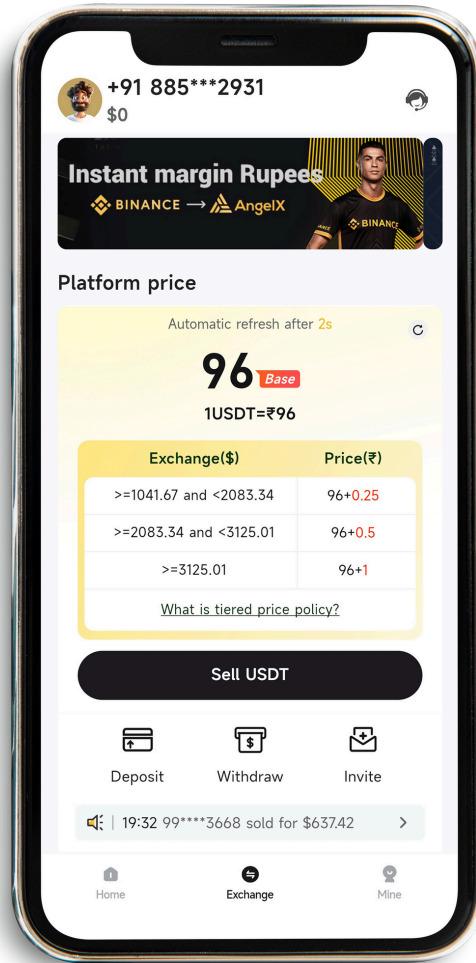 +91 885***2931
$0
Instant margin Rupees
BINANCE → AngelX
BINANCE
Platform price
Automatic refresh after 2s
96 Base
1USDT=₹96
Exchange($) Price(₹)
>=1041.67 and <2083.34 96+0.25
>=2083.34 and <3125.01 96+0.5
>=3125.01 96+1
What is tiered price policy?
Sell USDT
Deposit Withdraw Invite
19:32 99****3668 sold for $637.42 >
Home Exchange Mine